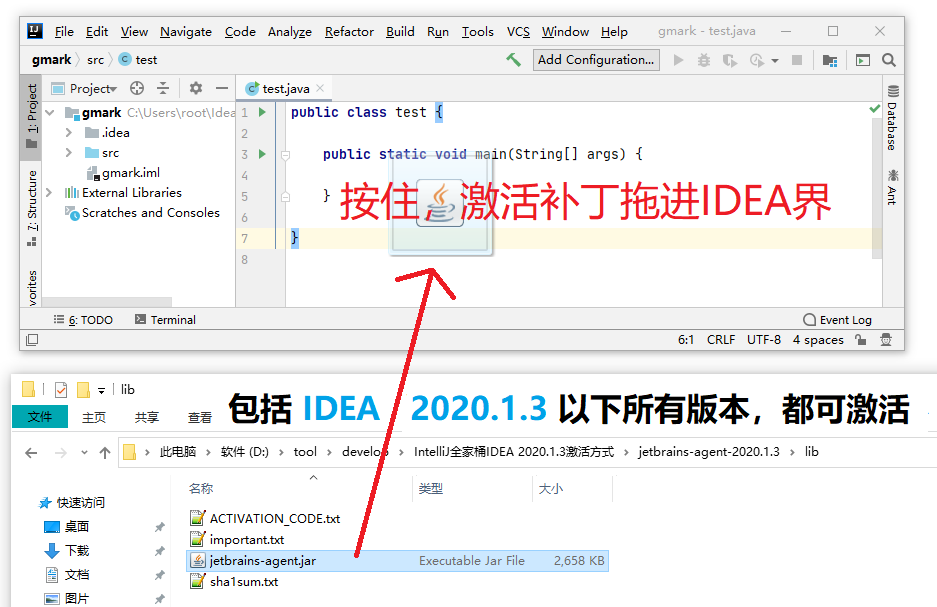 File Edit View Navigate Code Analyze Refactor Build Run Tools VCS Window Help gmark - test.java
gmark src test Add Configuration...
1: Project
7: Structure
vorites
Project
gmark C:\Users\root\Idea
.idea
src
gmark.iml
External Libraries
Scratches and Consoles
test.java
1 public class test {
2
3 public static void main(String[] args) {
4
5 }
6
7 }
8
按住，激活补丁拖进IDEA界
Database
Ant
6: TODO Terminal Event Log
6:1 CRLF UTF-8 4 spaces
lib
文件 主页 共享 查看
包括 IDEA 2020.1.3 以下所有版本，都可激活
此电脑 软件 (D:) tool develop IntelliJ全家桶IDEA 2020.1.3激活方式 jetbrains-agent-2020.1.3 lib
快速访问
桌面
下载
文档
图片
名称 类型 大小
ACTIVATION_CODE.txt
important.txt
jetbrains-agent.jar Executable Jar File 2,658 KB
sha1sum.txt